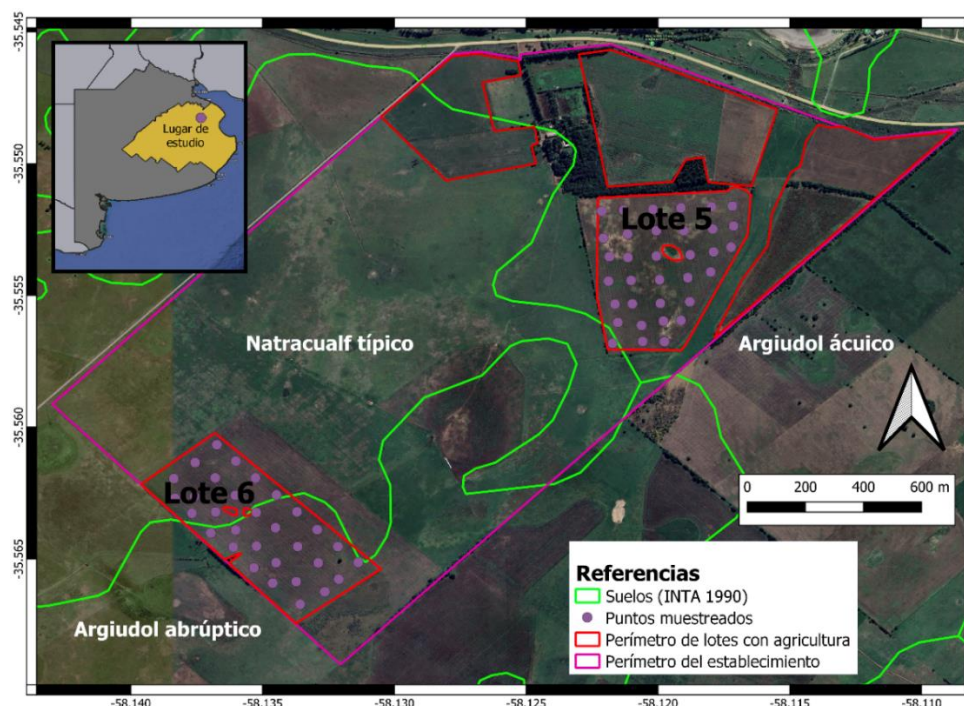 -35.545
-35.550
-35.555
-35.560
-35.565
Lugar de
estudio
Lote 5
Natracualf típico
Argiudol ácuico
Lote 6
Argiudol abrúptico
0 200 400 600 m
Referencias
Suelos (INTA 1990)
Puntos muestreados
Perímetro de lotes con agricultura
Perímetro del establecimiento
-58.140 -58.135 -58.130 -58.125 -58.120 -58.115 -58.110